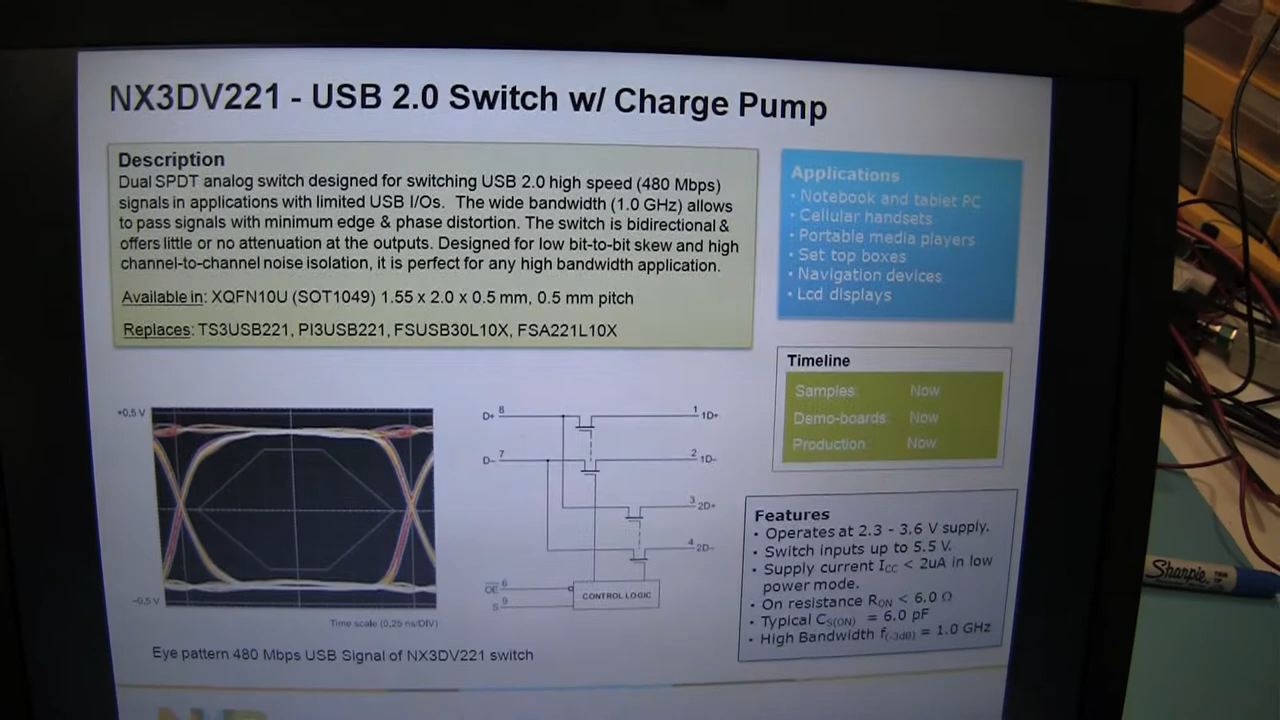 NX3DV221 - USB 2.0 Switch w/ Charge Pump
Description
Dual SPDT analog switch designed for switching USB 2.0 high speed (480 Mbps)
signals in applications with limited USB I/Os. The wide bandwidth (1.0 GHz) allows
to pass signals with minimum edge & phase distortion. The switch is bidirectional &
offers little or no attenuation at the outputs. Designed for low bit-to-bit skew and high
channel-to-channel noise isolation, it is perfect for any high bandwidth application.
Available in: XQFN10U (SOT1049) 1.55 x 2.0 x 0.5 mm, 0.5 mm pitch
Replaces: TS3USB221, PI3USB221, FSUSB30L10X, FSA221L10X
Applications
• Notebook and tablet PC
• Cellular handsets
• Portable media players
• Set top boxes
• Navigation devices
• Lcd displays
Timeline
Samples: Now
Demo-boards: Now
Production: Now
+0.5 V
-0.5 V
Time scale (0.25 ns/DIV)
Eye pattern 480 Mbps USB Signal of NX3DV221 switch
D+ 8 1 1D+
D- 7 2 1D-
3 2D+
4 2D-
OE 6
S 9
CONTROL LOGIC
Features
• Operates at 2.3 - 3.6 V supply.
• Switch inputs up to 5.5 V.
• Supply current ICC < 2uA in low
power mode.
• On resistance RON < 6.0 Ω
• Typical CS(ON) = 6.0 pF
• High Bandwidth f(-3dB) = 1.0 GHz
Sharpie